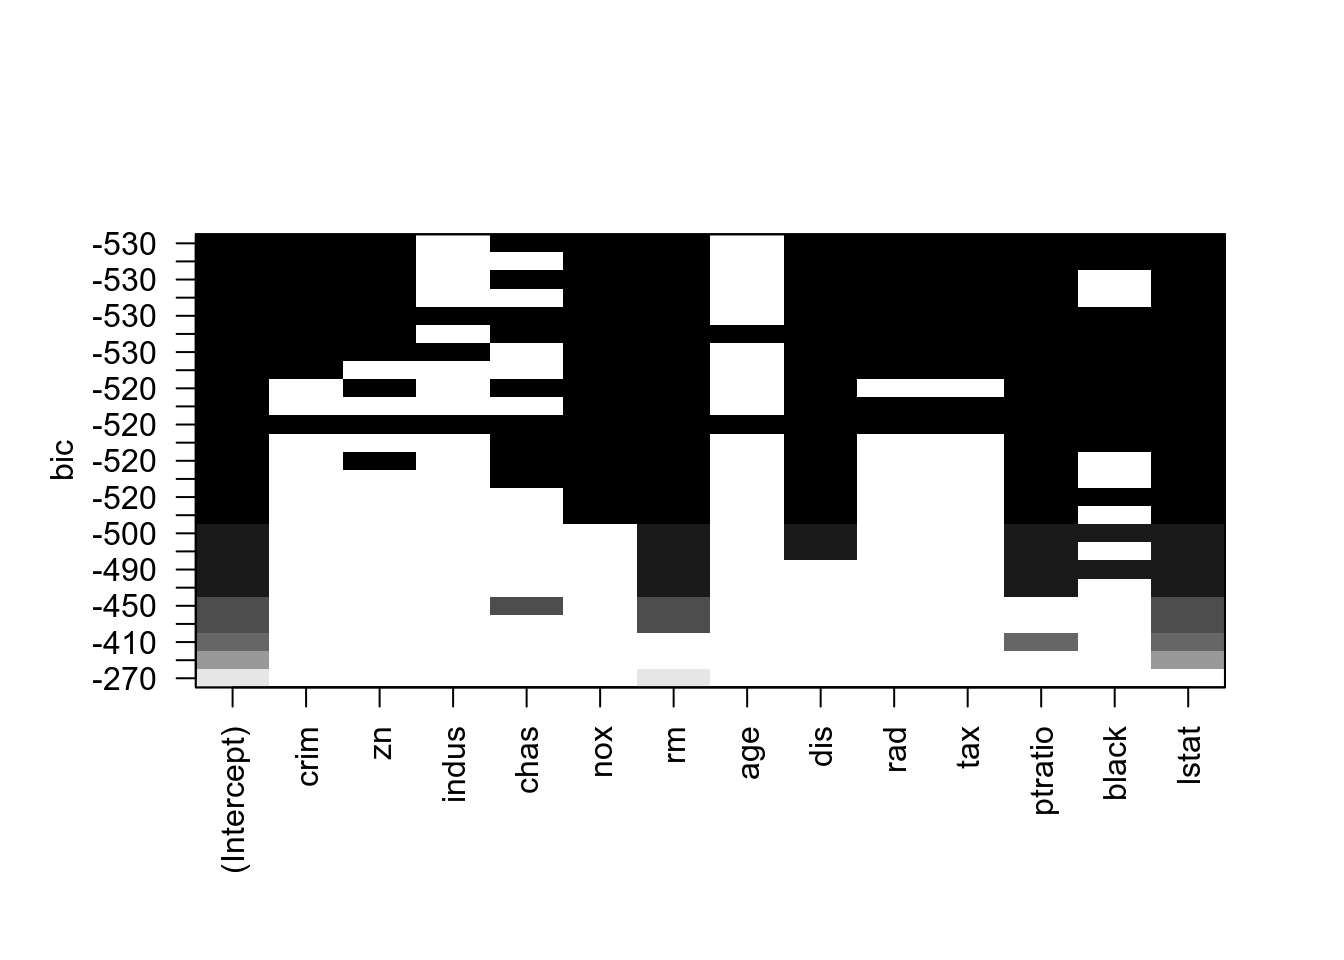 bic
-530
-530
-530
-530
-520
-520
-520
-520
-500
-490
-450
-410
-270
(Intercept)
crim
zn
indus
chas
nox
rm
age
dis
rad
tax
ptratio
black
lstat